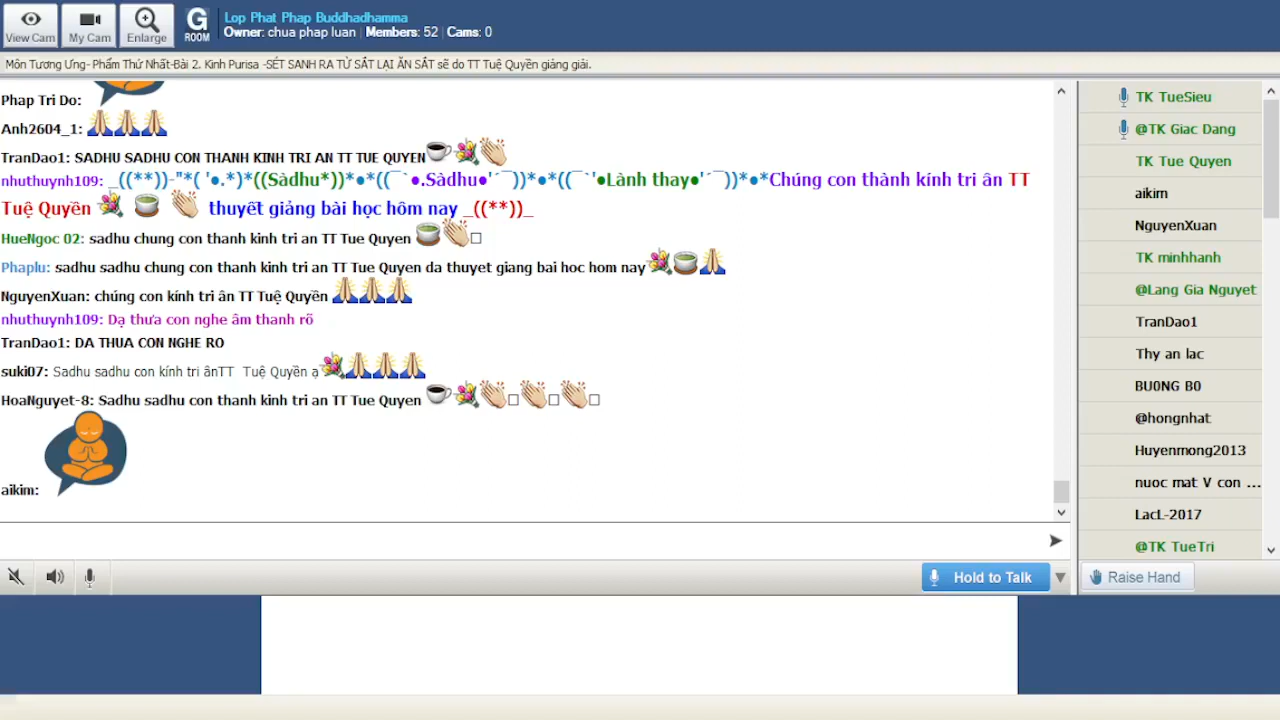 View Cam
My Cam
Enlarge
G
ROOM
Lop Phat Phap Buddhadhamma
Owner: chua phap luan | Members: 52 | Cams: 0
Môn Tương Ưng- Phẩm Thứ Nhất-Bài 2. Kinh Purisa -SÉT SANH RA TỪ SẮT LẠI ĂN SẮT sẽ do TT Tuệ Quyền giảng giải.
Phap Tri Do:
Anh2604_1:
TranDao1: SADHU SADHU CON THANH KINH TRI AN TT TUE QUYEN
nhuthuynh109: _((**))-"*( '●.*)*((Sàdhu*))*●*((¯`●.Sàdhu●'´¯))*●*((¯`'●Lành thay●'´¯))*●*Chúng con thành kính tri ân TT
Tuệ Quyền thuyết giảng bài học hôm nay _((**))_
HueNgoc 02: sadhu chung con thanh kinh tri an TT Tue Quyen
Phaplu: sadhu sadhu chung con thanh kinh tri an TT Tue Quyen da thuyet giang bai hoc hom nay
NguyenXuan: chúng con kính tri ân TT Tuệ Quyền
nhuthuynh109: Dạ thưa con nghe âm thanh rõ
TranDao1: DA THUA CON NGHE RO
suki07: Sadhu sadhu con kính tri ânTT Tuệ Quyền ạ
HoaNguyet-8: Sadhu sadhu con thanh kinh tri an TT Tue Quyen
aikim:
TK TueSieu
@TK Giac Dang
TK Tue Quyen
aikim
NguyenXuan
TK minhhanh
@Lang Gia Nguyet
TranDao1
Thy an lac
BU0NG B0
@hongnhat
Huyenmong2013
nuoc mat V con ...
LacL-2017
@TK TueTri
Hold to Talk
Raise Hand